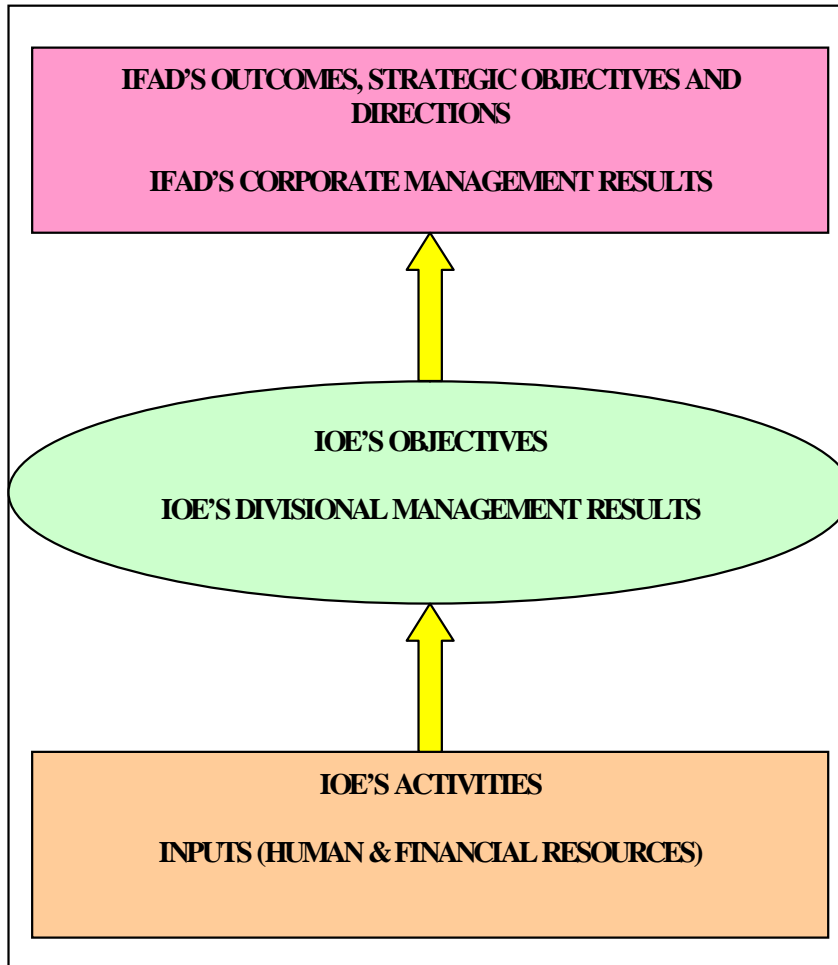 IFAD’S OUTCOMES, STRATEGIC OBJECTIVES AND
DIRECTIONS
IFAD’S CORPORATE MANAGEMENT RESULTS
IOE’S OBJECTIVES
IOE’S DIVISIONAL MANAGEMENT RESULTS
IOE’S ACTIVITIES
INPUTS (HUMAN & FINANCIAL RESOURCES)